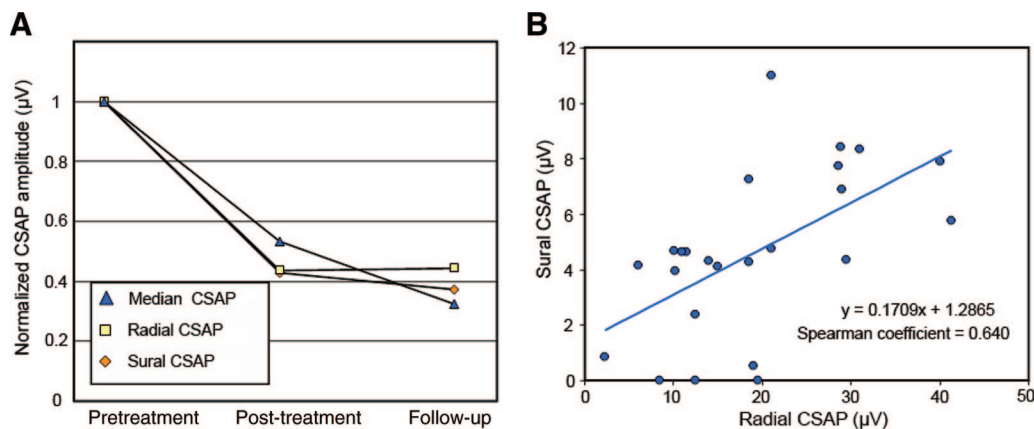 A
Normalized CSAP amplitude (µV)
1
0.8
0.6
0.4
0.2
0
Median CSAP
Radial CSAP
Sural CSAP
Pretreatment Post-treatment Follow-up
B
Sural CSAP (µV)
12
10
8
6
4
2
0
y = 0.1709x + 1.2865
Spearman coefficient = 0.640
0 10 20 30 40 50
Radial CSAP (µV)